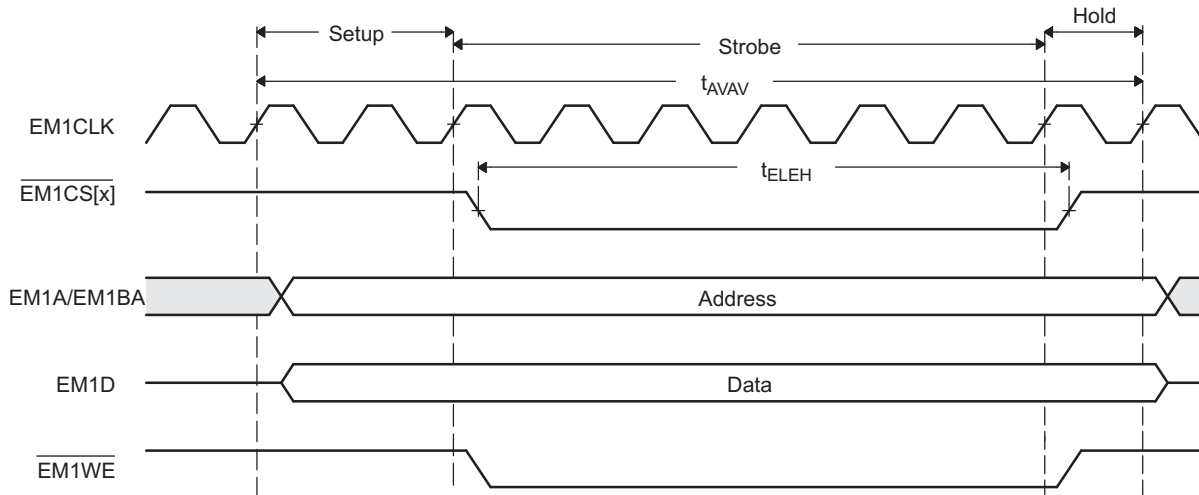 Setup
Strobe
Hold
tAVAV
EM1CLK
tELEH
EM1CS[x]
EM1A/EM1BA
Address
EM1D
Data
EM1WE